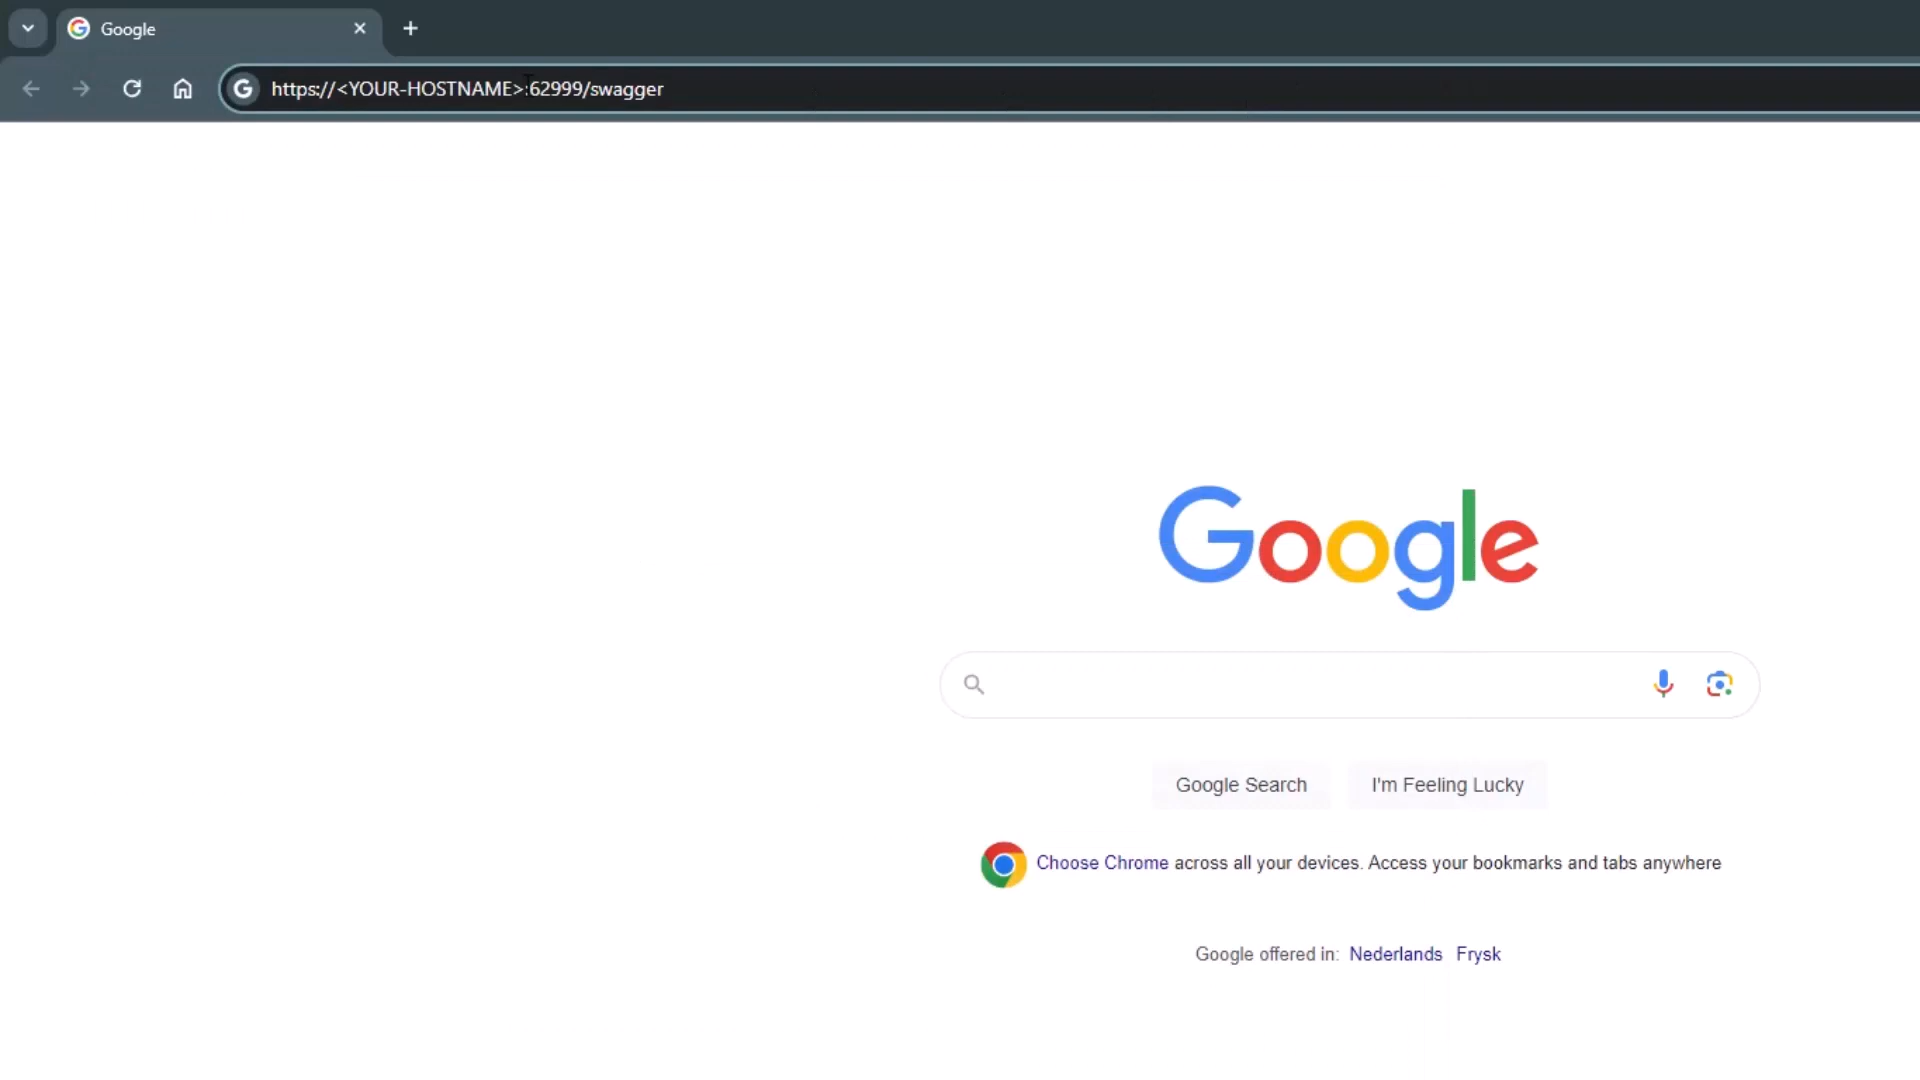 Google
https://<YOUR-HOSTNAME>:62999/swagger
Google
Google Search
I'm Feeling Lucky
Choose Chrome across all your devices. Access your bookmarks and tabs anywhere
Google offered in: Nederlands Frysk